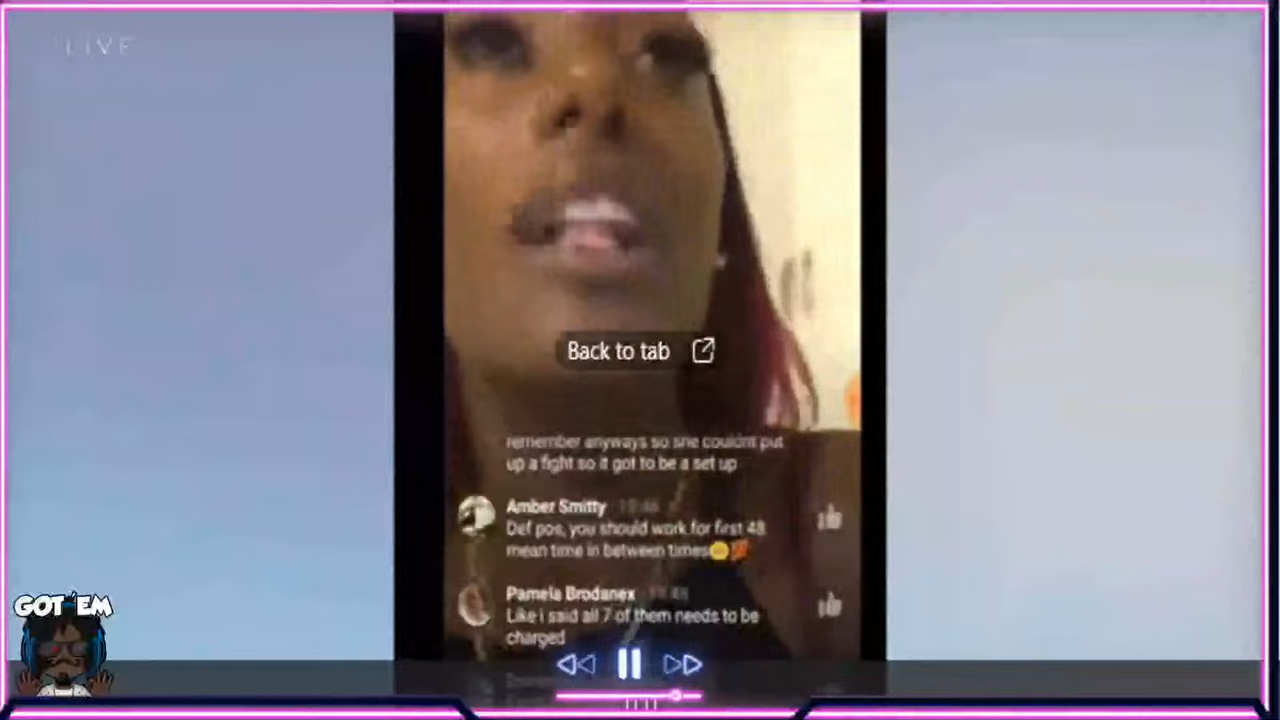 LIVE
Back to tab
remember anyways so she couldnt put
up a fight so it got to be a set up
Amber Smitty
Def pos, you should work for first 48
mean time in between times
Pamela Brodanex
Like i said all 7 of them needs to be
charged
GOT 'EM